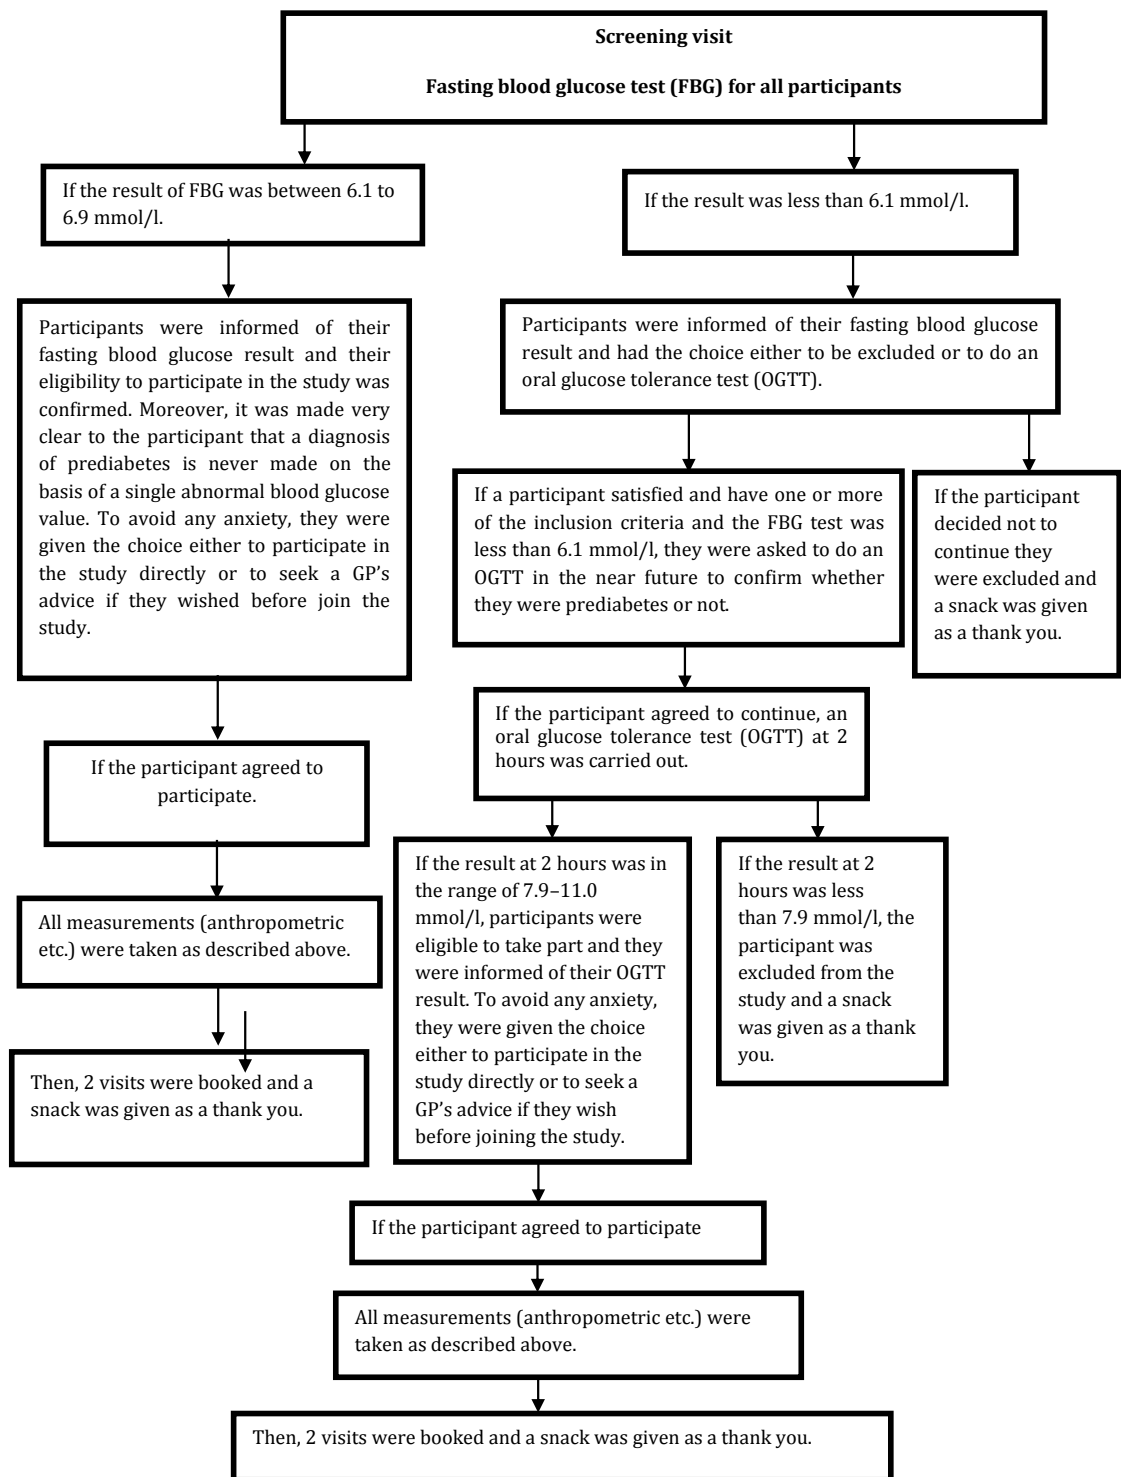 Screening visit
Fasting blood glucose test (FBG) for all participants
If the result of FBG was between 6.1 to
6.9 mmol/l.
If the result was less than 6.1 mmol/l.
Participants were informed of their
fasting blood glucose result and their
eligibility to participate in the study was
confirmed. Moreover, it was made very
clear to the participant that a diagnosis
of prediabetes is never made on the
basis of a single abnormal blood glucose
value. To avoid any anxiety, they were
given the choice either to participate in
the study directly or to seek a GP’s
advice if they wished before join the
study.
Participants were informed of their fasting blood glucose
result and had the choice either to be excluded or to do an
oral glucose tolerance test (OGTT).
If a participant satisfied and have one or more
of the inclusion criteria and the FBG test was
less than 6.1 mmol/l, they were asked to do an
OGTT in the near future to confirm whether
they were prediabetes or not.
If the participant
decided not to
continue they
were excluded and
a snack was given
as a thank you.
If the participant agreed to continue, an
oral glucose tolerance test (OGTT) at 2
hours was carried out.
If the participant agreed to
participate.
If the result at 2 hours was in
the range of 7.9–11.0
mmol/l, participants were
eligible to take part and they
were informed of their OGTT
result. To avoid any anxiety,
they were given the choice
either to participate in the
study directly or to seek a
GP’s advice if they wish
before joining the study.
If the result at 2
hours was less
than 7.9 mmol/l, the
participant was
excluded from the
study and a snack
was given as a thank
you.
All measurements (anthropometric
etc.) were taken as described above.
Then, 2 visits were booked and a
snack was given as a thank you.
If the participant agreed to participate
All measurements (anthropometric etc.) were
taken as described above.
Then, 2 visits were booked and a snack was given as a thank you.